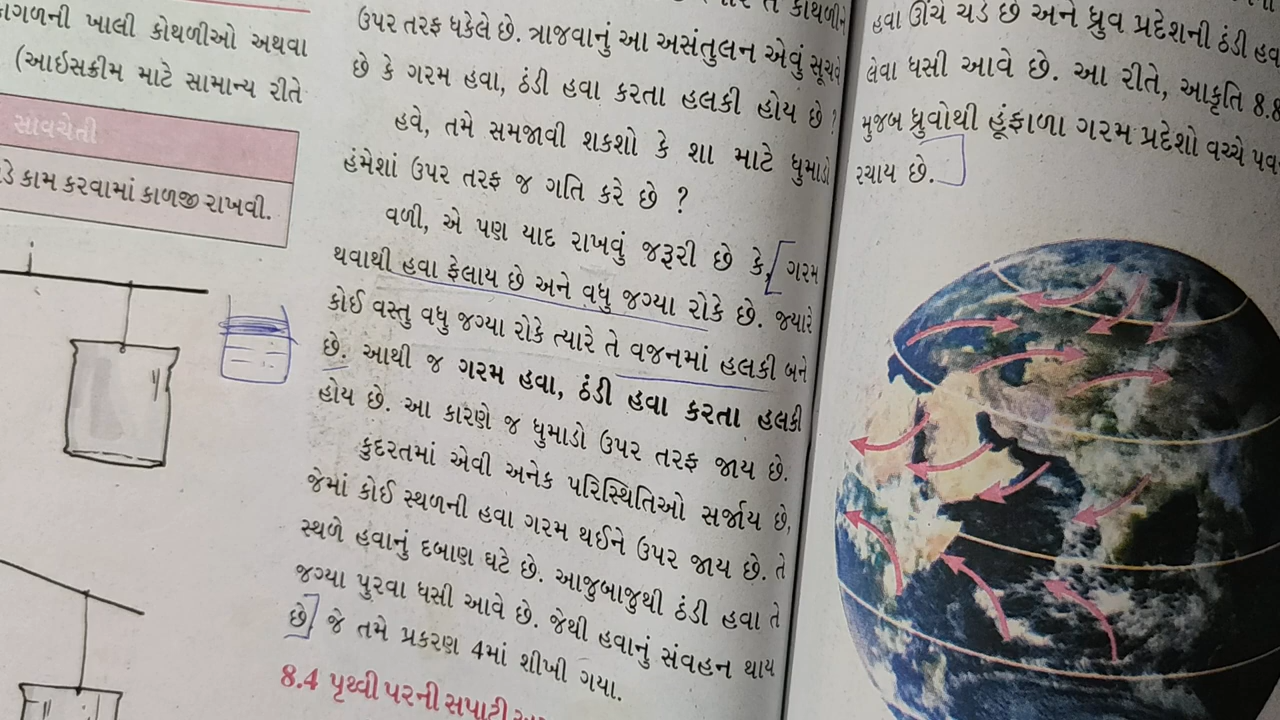 કાગળની ખાલી કોથળીઓ અથવા
(આઇસક્રીમ માટે સામાન્ય રીતે
સાવચેતી
કામ કરવામાં કાળજી રાખવી.
ઉપર તરફ ધકેલે છે. ત્રાજવાનું આ અસંતુલન એવું
છે કે ગરમ હવા, ઠંડી હવા કરતા હલકી હોય છે ?
હવે, તમે સમજાવી શકશો કે શા માટે ધુમાડો
હંમેશાં ઉપર તરફ જ ગતિ કરે છે ?
વળી, એ પણ યાદ રાખવું જરૂરી છે કે, ગરમ
થવાથી હવા ફેલાય છે અને વધુ જગ્યા રોકે છે. જ્યારે
કોઈ વસ્તુ વધુ જગ્યા રોકે ત્યારે તે વજનમાં હલકી બને
છે. આથી જ ગરમ હવા, ઠંડી હવા કરતા હલકી
હોય છે. આ કારણે જ ધુમાડો ઉપર તરફ જાય છે.
કુદરતમાં એવી અનેક પરિસ્થિતિઓ સર્જાય છે,
જેમાં કોઈ સ્થળની હવા ગરમ થઈને ઉપર જાય છે. તે
સ્થળે હવાનું દબાણ ઘટે છે. આજુબાજુથી ઠંડી હવા તે
જગ્યા પુરવા ધસી આવે છે. જેથી હવાનું સંવહન થાય
છે જે તમે પ્રકરણ 4માં શીખી ગયા.
8.4 પૃથ્વી પરની સપાટી
હવા ઊંચે ચડે છે અને ધ્રુવ પ્રદેશની ઠંડી
લેવા ધસી આવે છે. આ રીતે, આકૃતિ 8.8
મુજબ ધ્રુવોથી હૂંફાળા ગરમ પ્રદેશો વચ્ચે
રચાય છે.